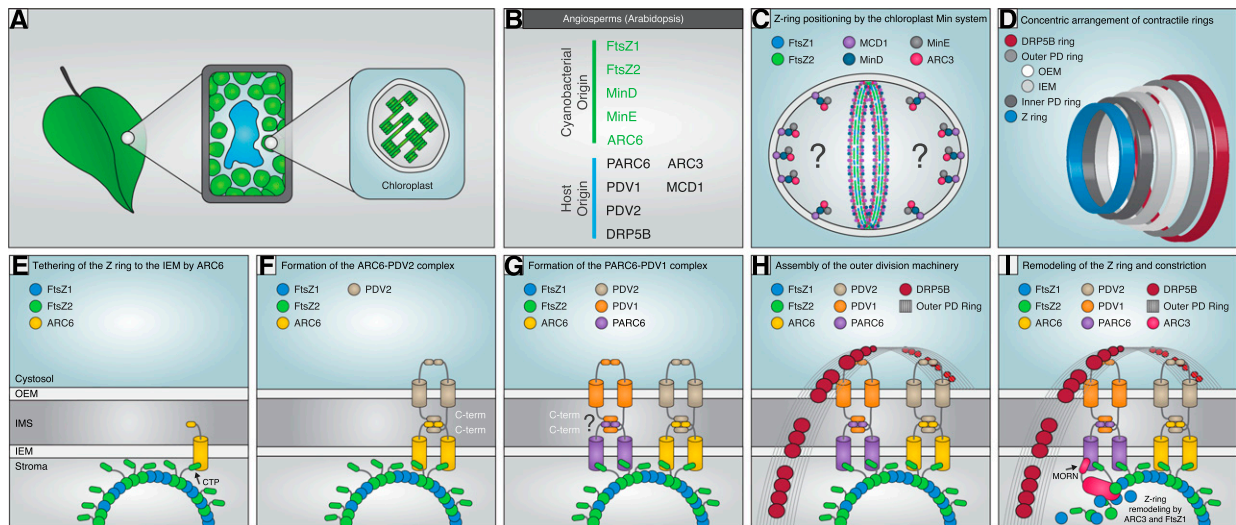 A
Chloroplast
B
Angiosperms (Arabidopsis)
Cyanobacterial
Origin
FtsZ1
FtsZ2
MinD
MinE
ARC6
Host
Origin
PARC6 ARC3
PDV1 MCD1
PDV2
DRP5B
C Z-ring positioning by the chloroplast Min system
FtsZ1 MCD1 MinE
FtsZ2 MinD ARC3
? ?
D Concentric arrangement of contractile rings
DRP5B ring
Outer PD ring
OEM
IEM
Inner PD ring
Z ring
E Tethering of the Z ring to the IEM by ARC6
FtsZ1
FtsZ2
ARC6
Cystosol
OEM
IMS
IEM
Stroma
CTP
F Formation of the ARC6-PDV2 complex
FtsZ1 PDV2
FtsZ2
ARC6
C-term
C-term
G Formation of the PARC6-PDV1 complex
FtsZ1 PDV2
FtsZ2 PDV1
ARC6 PARC6
C-term
C-term
?
H Assembly of the outer division machinery
FtsZ1 PDV2 DRP5B
FtsZ2 PDV1 Outer PD Ring
ARC6 PARC6
I Remodeling of the Z ring and constriction
FtsZ1 PDV2 DRP5B
FtsZ2 PDV1 Outer PD Ring
ARC6 PARC6 ARC3
MORN
Z-ring
remodeling by
ARC3 and FtsZ1